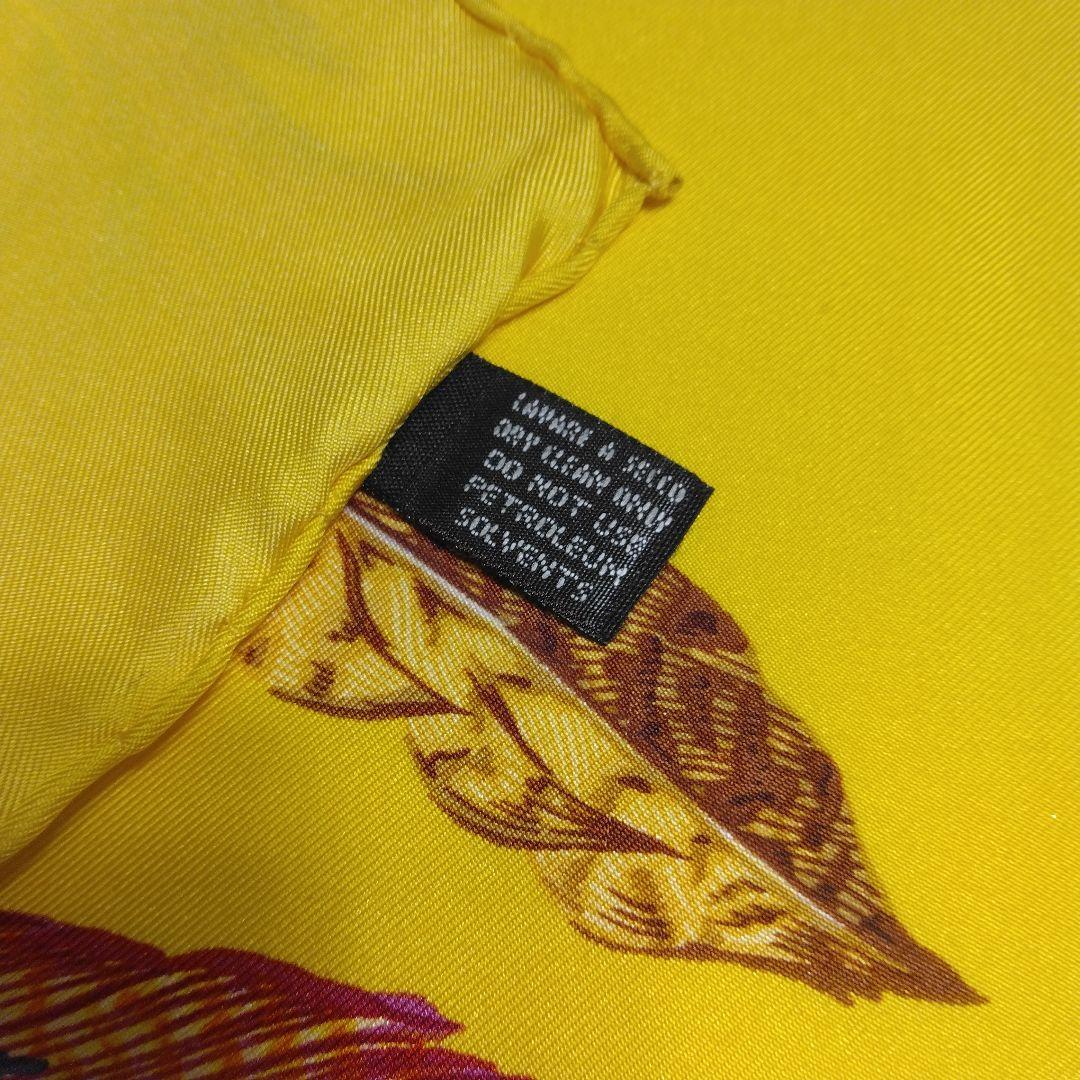 LAVARE A SECCO
DRY CLEAN ONLY
DO NOT USE
PETROLEUM
SOLVENTS